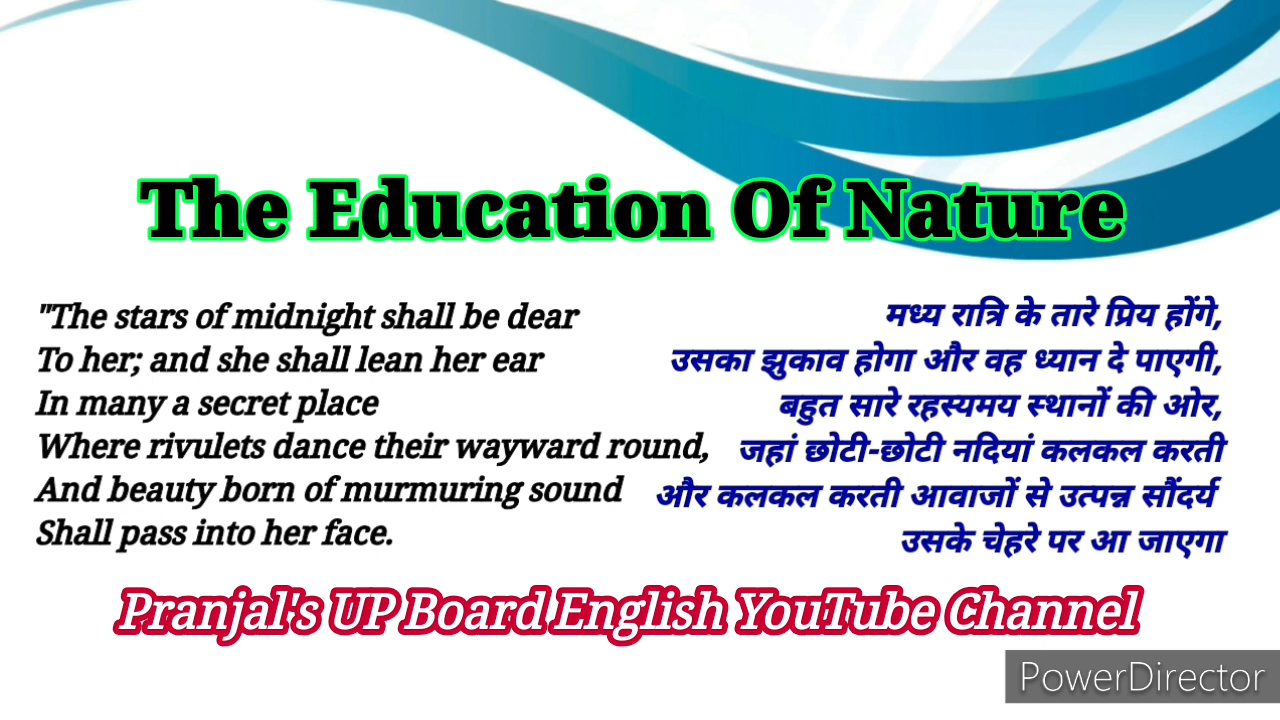 The Education Of Nature
"The stars of midnight shall be dear
To her; and she shall lean her ear
In many a secret place
Where rivulets dance their wayward round,
And beauty born of murmuring sound
Shall pass into her face.
मध्य रात्रि के तारे प्रिय होंगे,
उसका झुकाव होगा और वह ध्यान दे पाएगी,
बहुत सारे रहस्यमय स्थानों की ओर,
जहां छोटी-छोटी नदियां कलकल करती
और कलकल करती आवाजों से उत्पन्न सौंदर्य
उसके चेहरे पर आ जाएगा
Pranjal's UP Board English YouTube Channel
PowerDirector